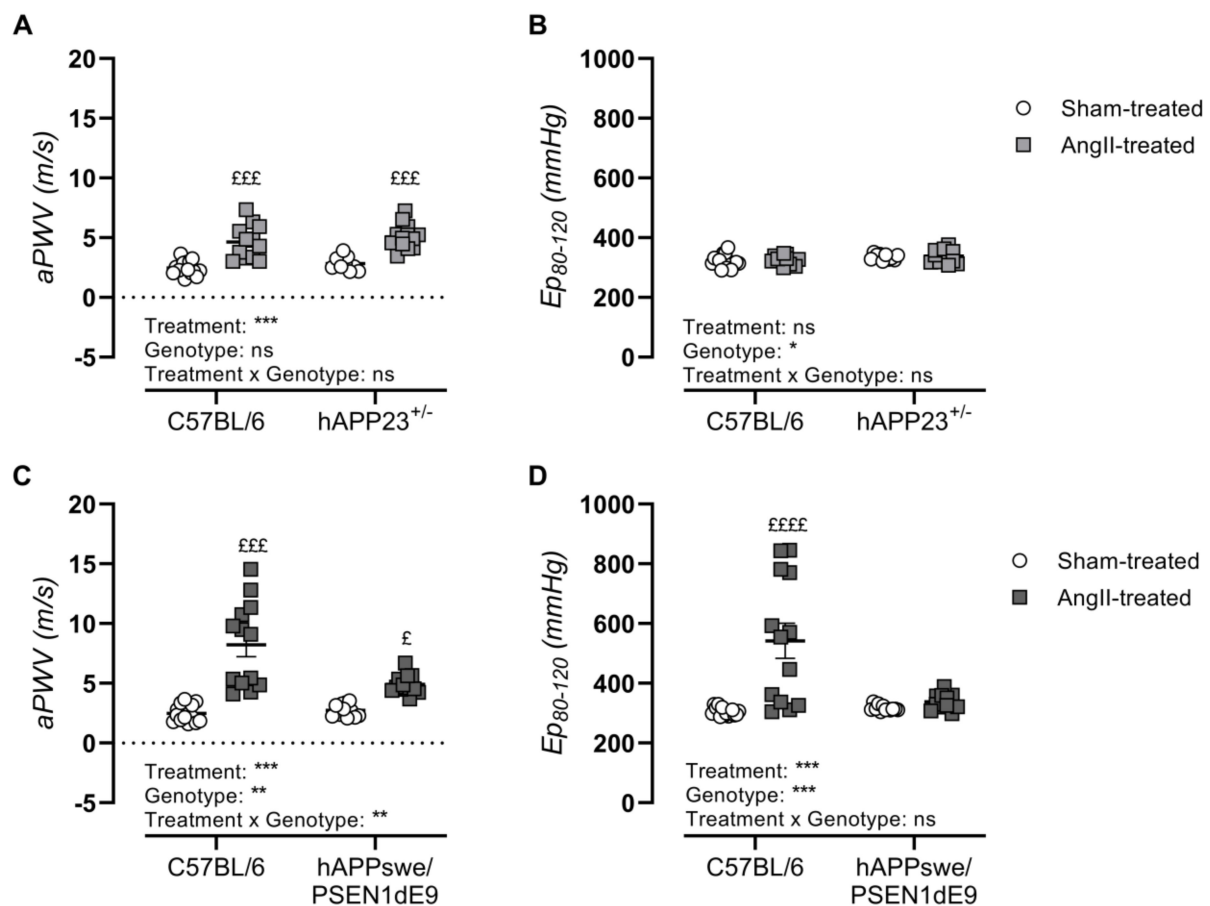 A
B
20
15
10
5
0
-5
aPWV (m/s)
£££
£££
Treatment: ***
Genotype: ns
Treatment x Genotype: ns
C57BL/6
hAPP23+/-
1000
800
600
400
200
0
Ep80-120 (mmHg)
Treatment: ns
Genotype: *
Treatment x Genotype: ns
C57BL/6
hAPP23+/-
Sham-treated
AngII-treated
C
D
20
15
10
5
0
-5
aPWV (m/s)
£££
£
Treatment: ***
Genotype: **
Treatment x Genotype: **
C57BL/6
hAPPswe/
PSEN1dE9
1000
800
600
400
200
0
Ep80-120 (mmHg)
££££
Treatment: ***
Genotype: ***
Treatment x Genotype: ns
C57BL/6
hAPPswe/
PSEN1dE9
Sham-treated
AngII-treated